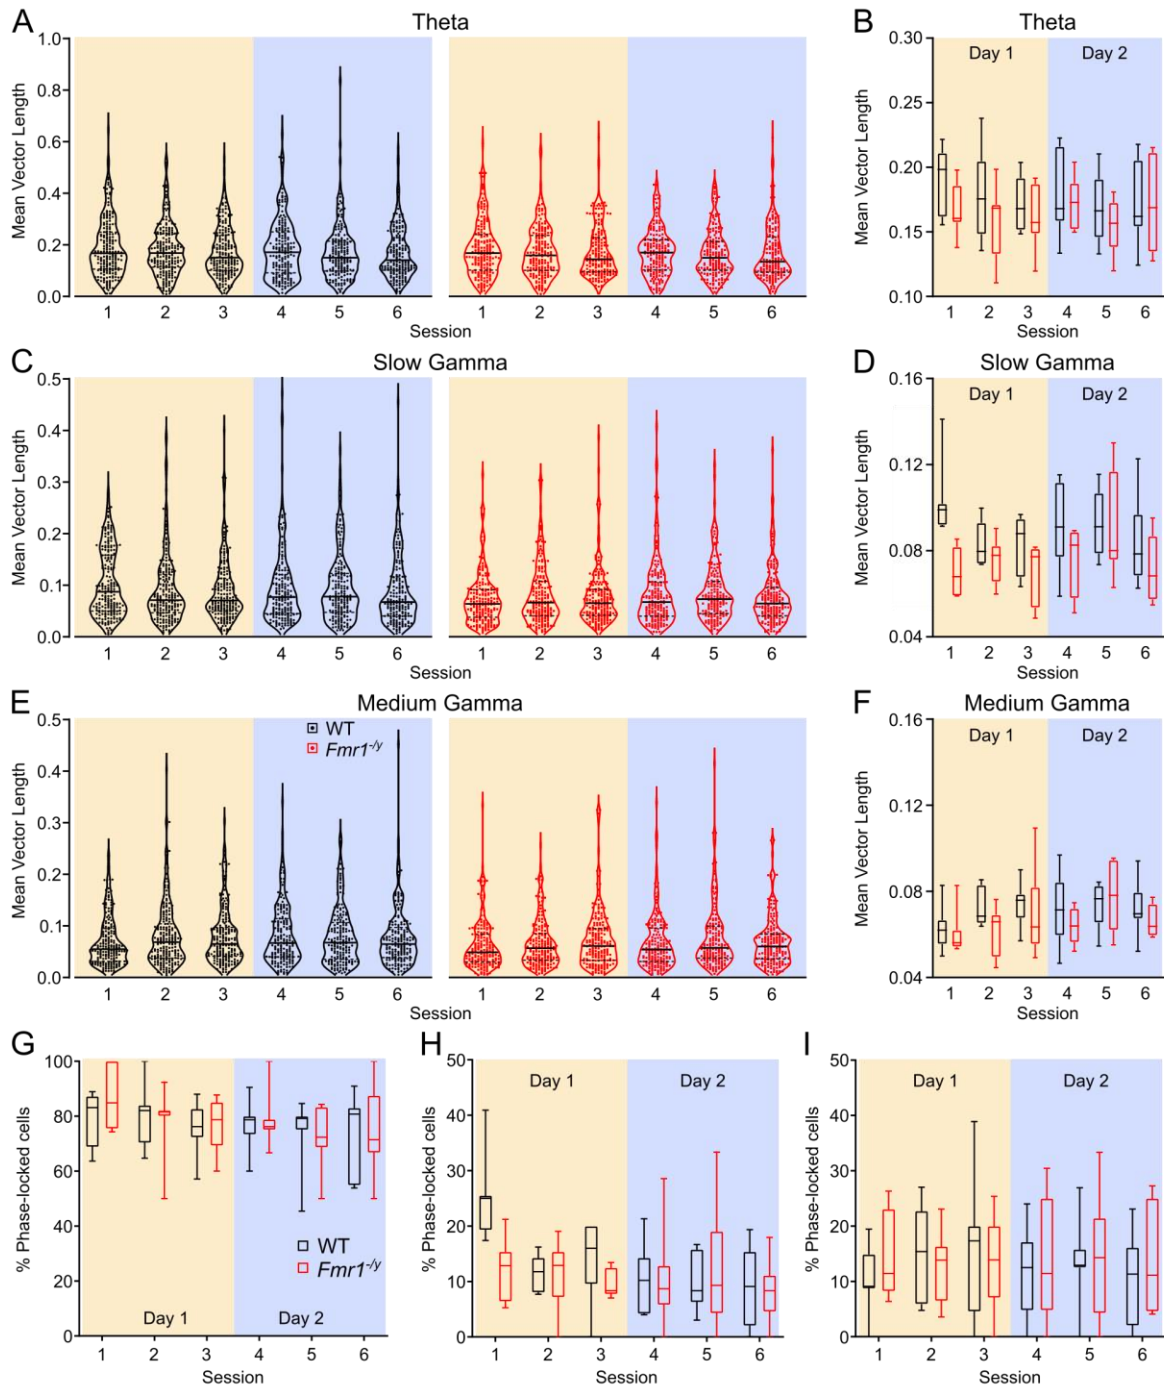 A Theta
Mean Vector Length
1.0
0.8
0.6
0.4
0.2
0.0
1 2 3 4 5 6 1 2 3 4 5 6
Session
B Theta
Mean Vector Length
0.30
0.25
0.20
0.15
0.10
Day 1 Day 2
1 2 3 4 5 6
Session
C Slow Gamma
Mean Vector Length
0.5
0.4
0.3
0.2
0.1
0.0
1 2 3 4 5 6 1 2 3 4 5 6
Session
D Slow Gamma
Mean Vector Length
0.16
0.12
0.08
0.04
Day 1 Day 2
1 2 3 4 5 6
Session
E Medium Gamma
Mean Vector Length
0.5
0.4
0.3
0.2
0.1
0.0
WT
Fmr1-/y
1 2 3 4 5 6 1 2 3 4 5 6
Session
F Medium Gamma
Mean Vector Length
0.16
0.12
0.08
0.04
Day 1 Day 2
1 2 3 4 5 6
Session
G
% Phase-locked cells
100
80
60
40
20
0
WT
Fmr1-/y
Day 1 Day 2
1 2 3 4 5 6
Session
H
% Phase-locked cells
50
40
30
20
10
0
Day 1 Day 2
1 2 3 4 5 6
Session
I
% Phase-locked cells
50
40
30
20
10
0
Day 1 Day 2
1 2 3 4 5 6
Session